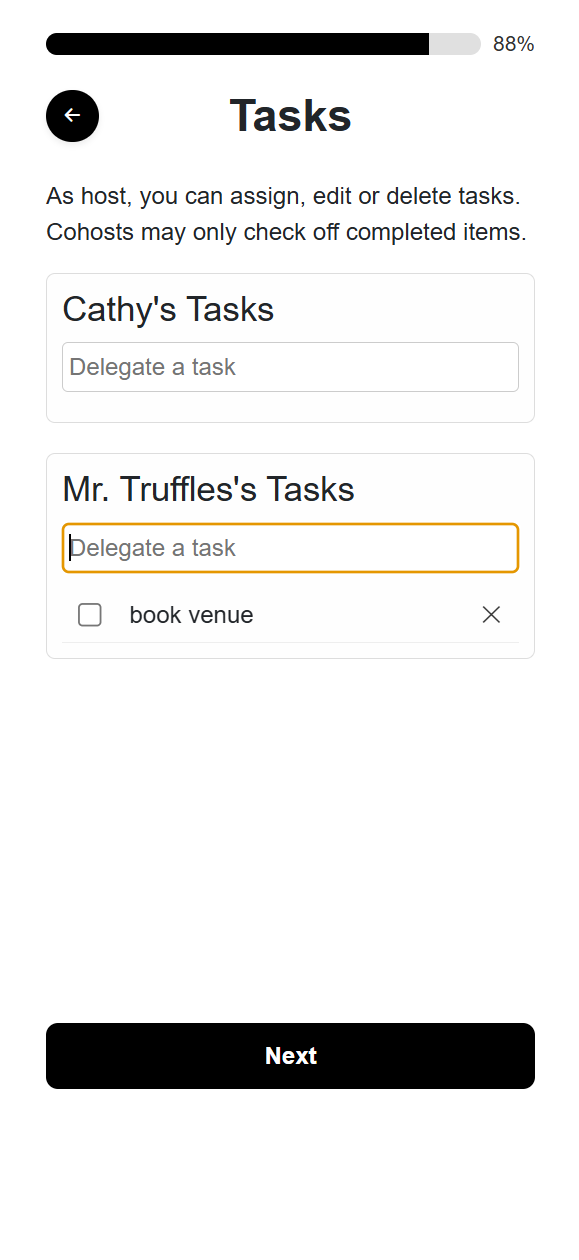 88%
Tasks
As host, you can assign, edit or delete tasks.
Cohosts may only check off completed items.
Cathy's Tasks
Delegate a task
Mr. Truffles's Tasks
Delegate a task
book venue
Next